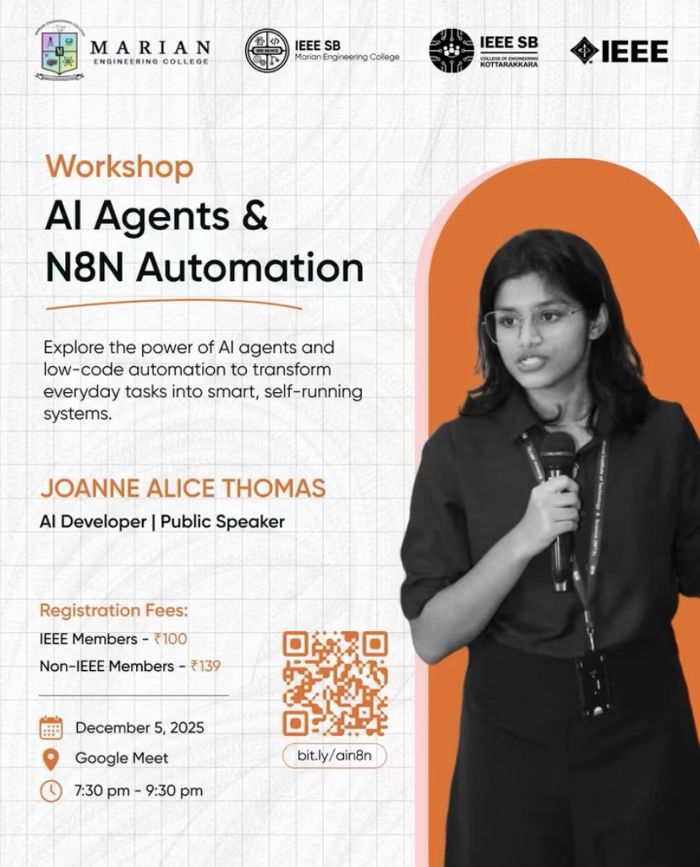 MARIAN
ENGINEERING COLLEGE
IEEE SB
Marian Engineering College
IEEE SB
COLLEGE OF ENGINEERING
KOTTARAKKARA
IEEE
Workshop
AI Agents &
N8N Automation
Explore the power of AI agents and
low-code automation to transform
everyday tasks into smart, self-running
systems.
JOANNE ALICE THOMAS
AI Developer | Public Speaker
Registration Fees:
IEEE Members - ₹100
Non-IEEE Members - ₹139
December 5, 2025
Google Meet
7:30 pm - 9:30 pm
bit.ly/ain8n